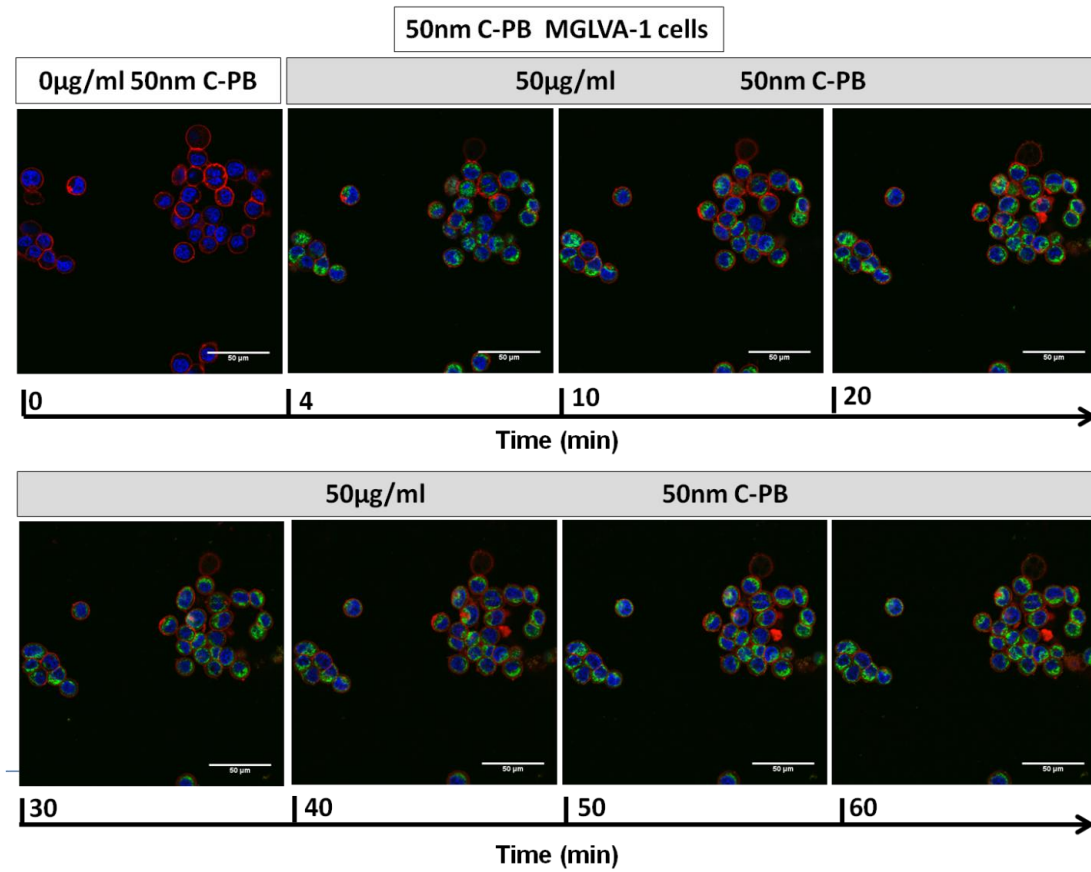 50nm C-PB MGLVA-1 cells
0µg/ml 50nm C-PB
50µg/ml 50nm C-PB
50 µm 50 µm 50 µm 50 µm
0 4 10 20
Time (min)
50µg/ml 50nm C-PB
50 µm 50 µm 50 µm 50 µm
30 40 50 60
Time (min)